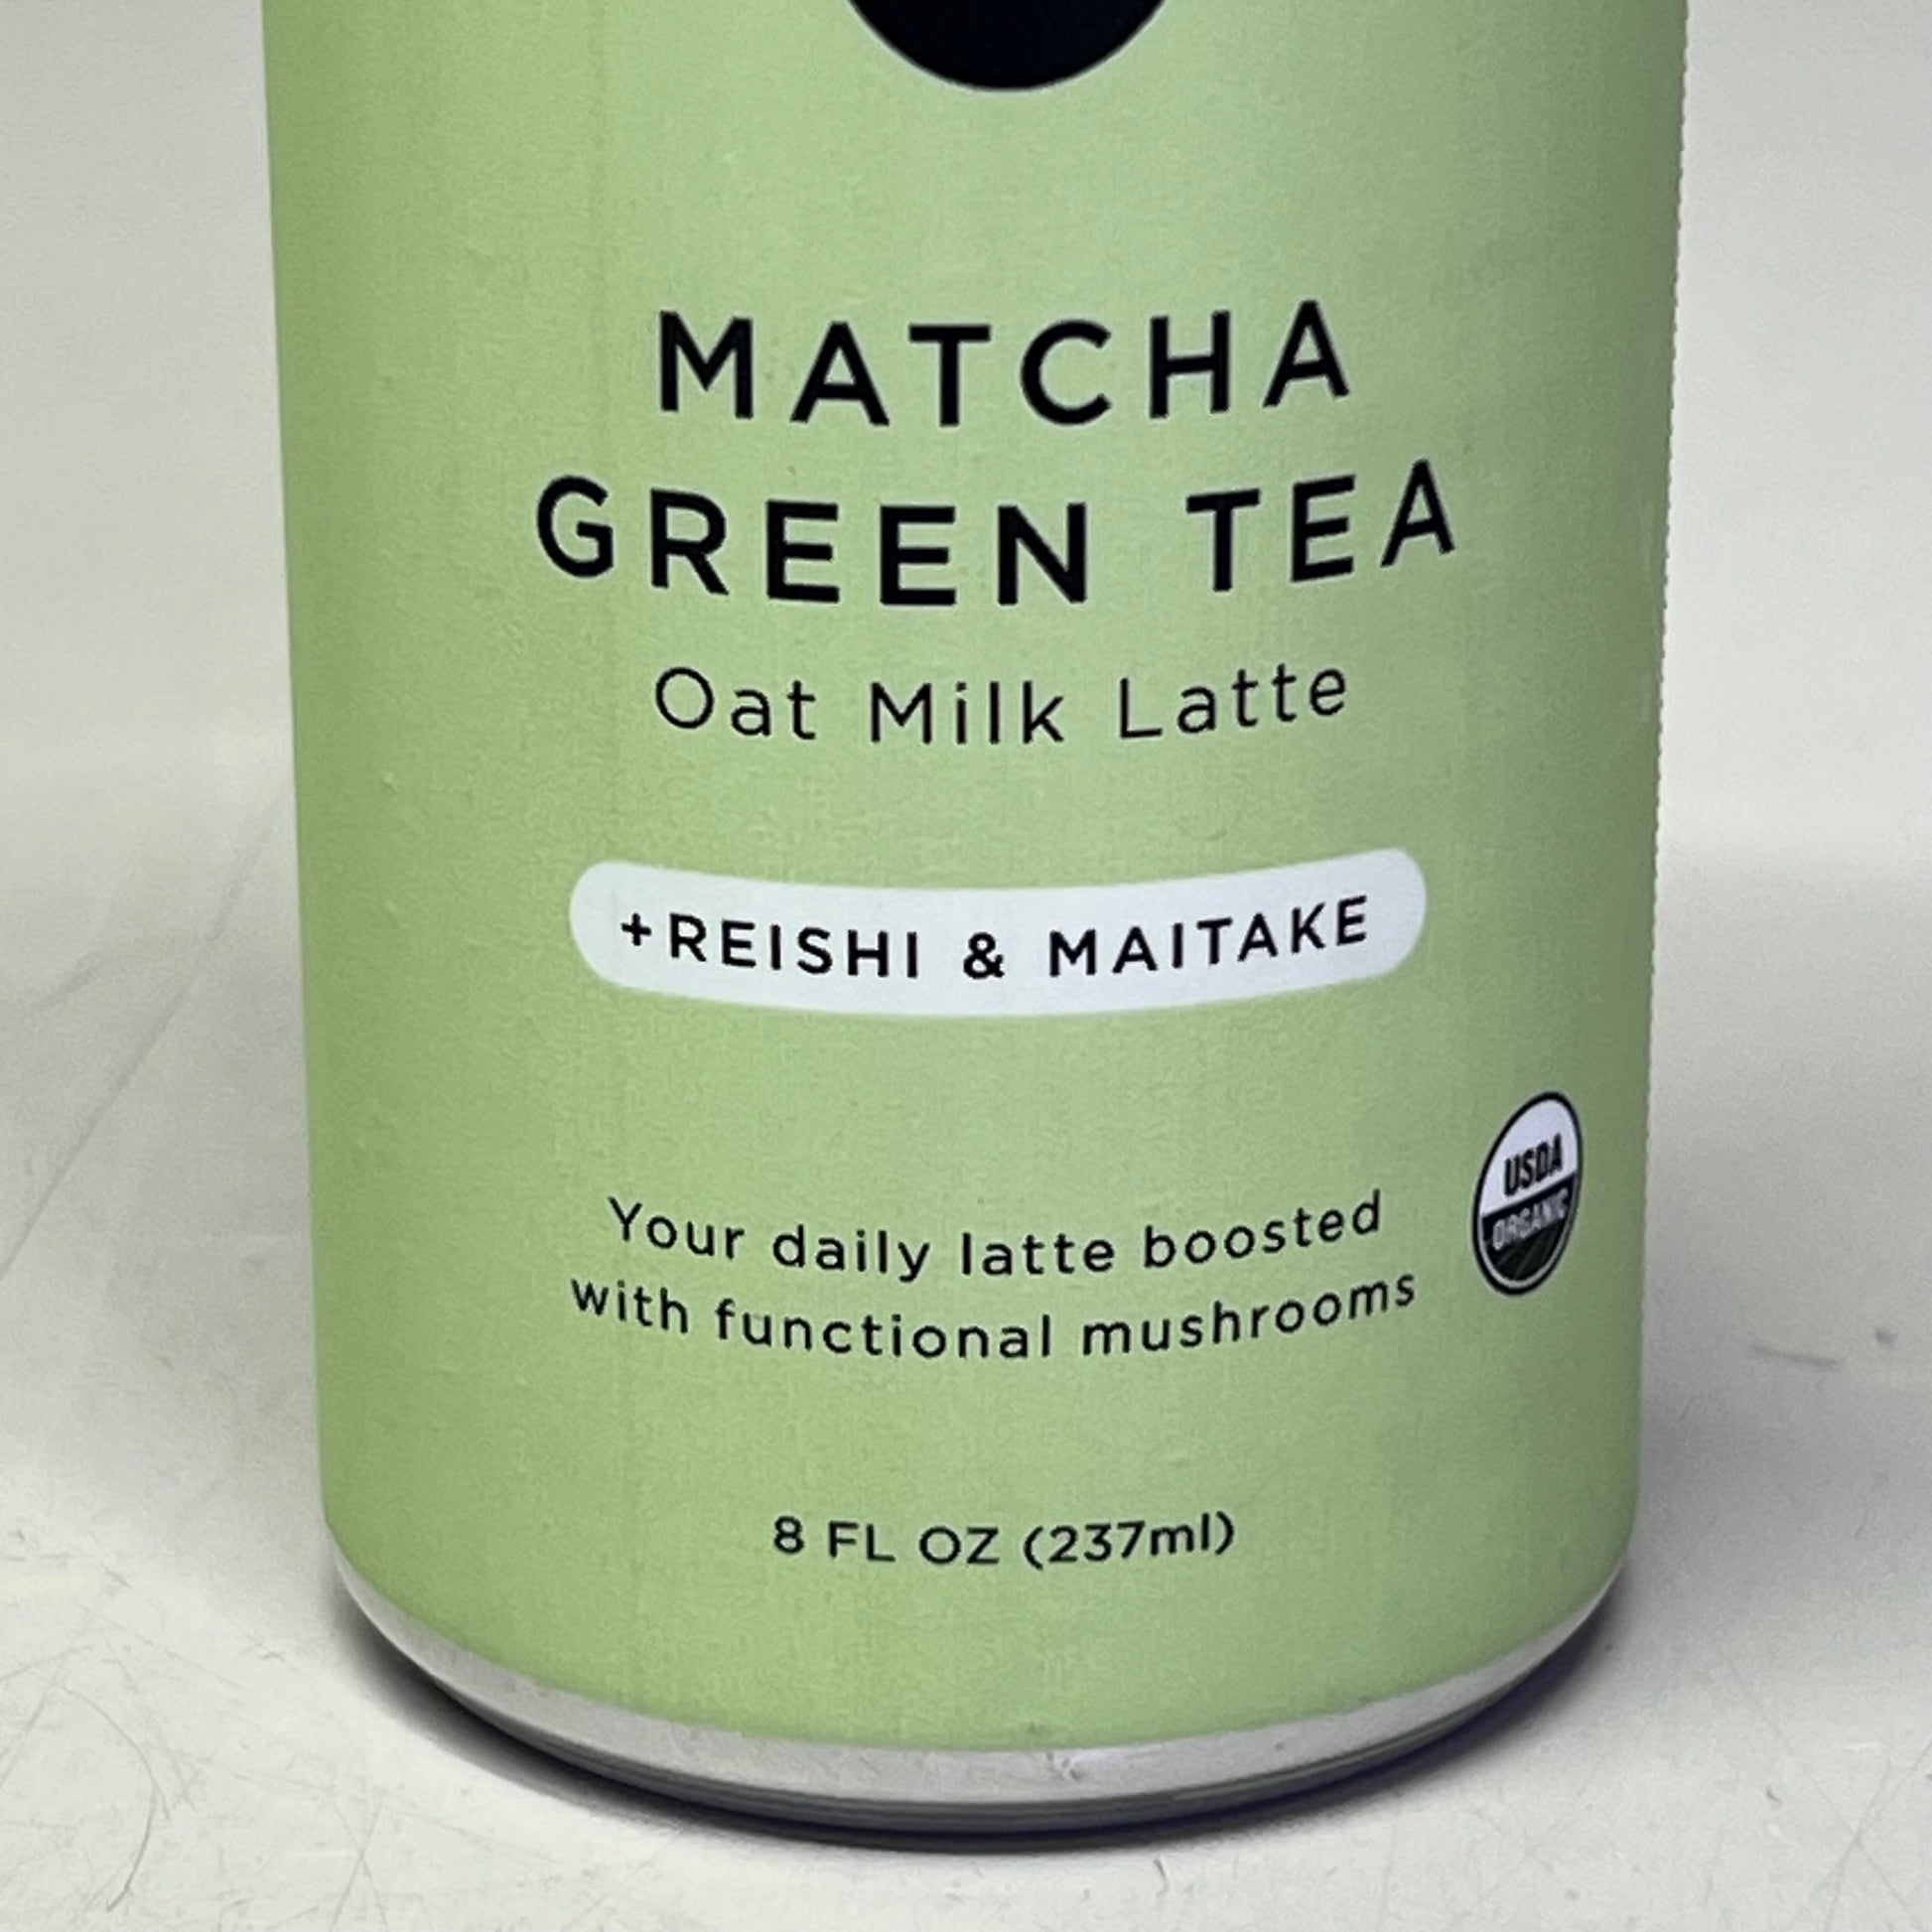 MATCHA
GREEN TEA
Oat Milk Latte
+REISHI & MAITAKE
USDA
ORGANIC
Your daily latte boosted
with functional mushrooms
8 FL OZ (237ml)